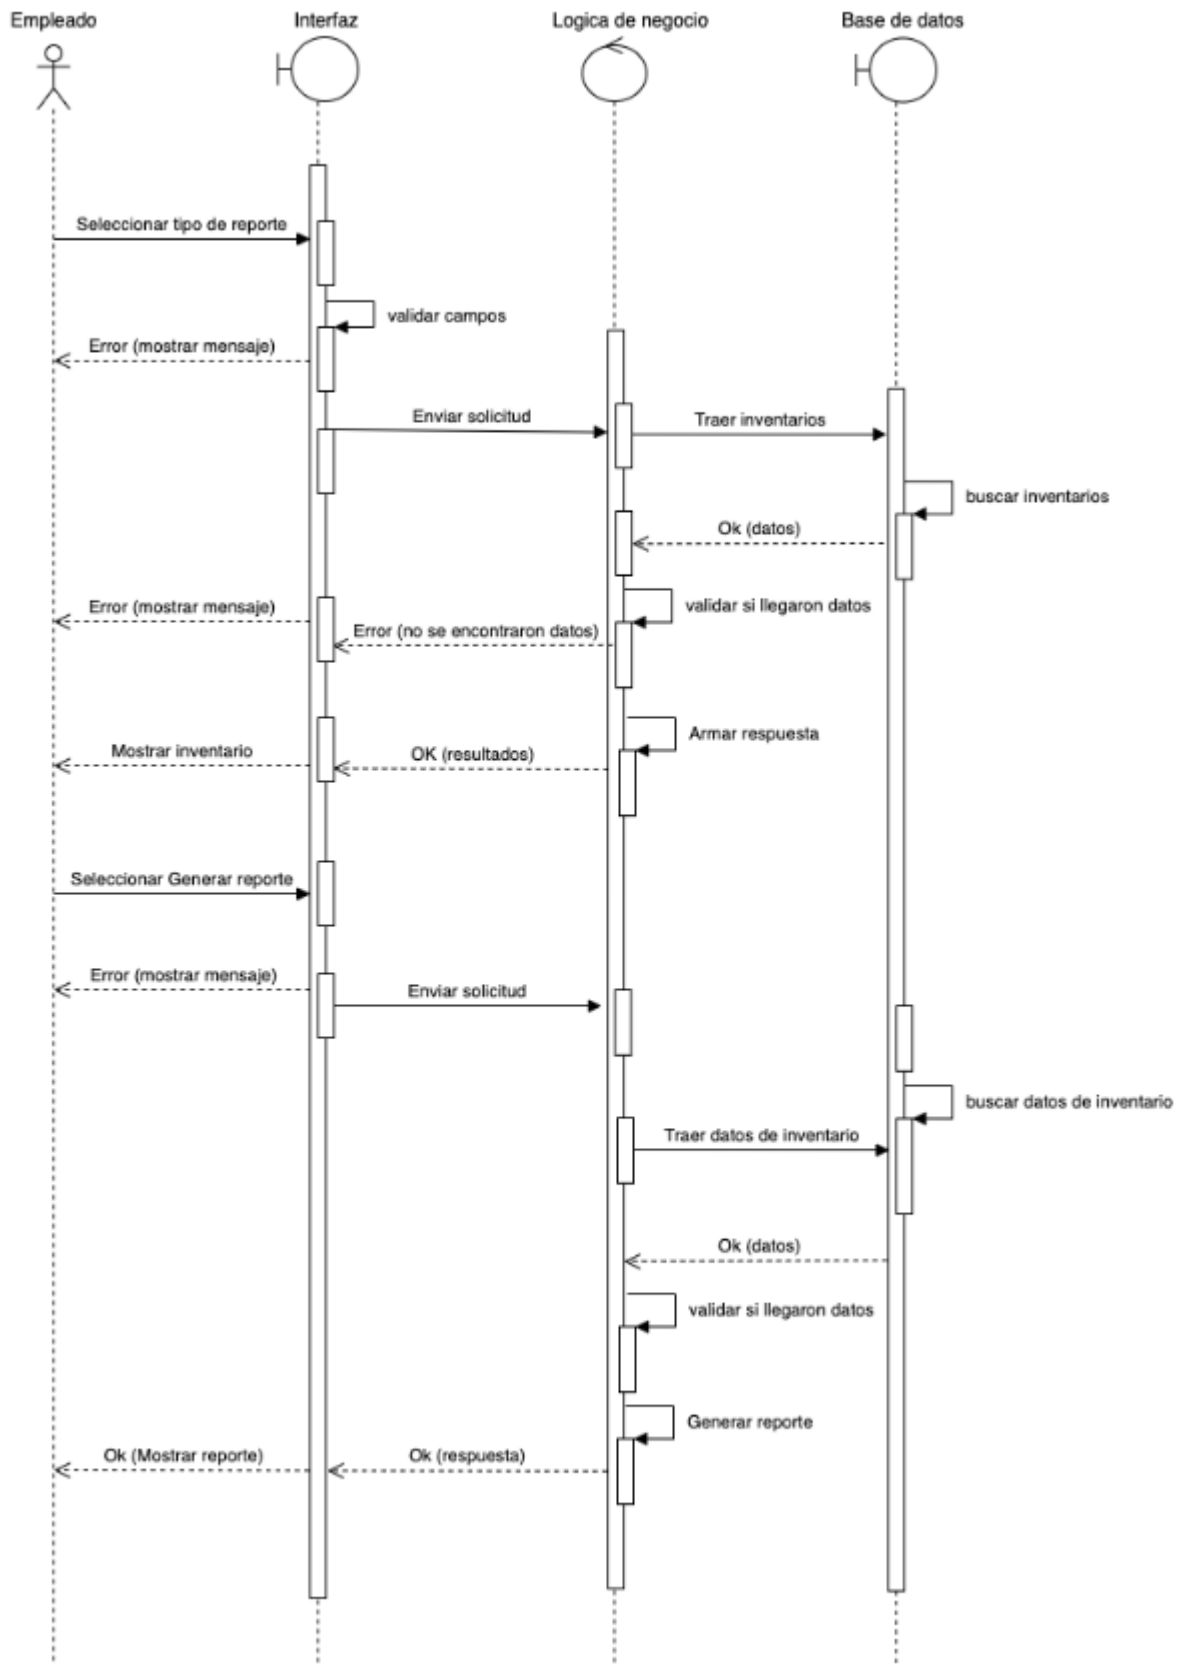 Empleado
Interfaz
Logica de negocio
Base de datos
Seleccionar tipo de reporte
validar campos
Error (mostrar mensaje)
Enviar solicitud
Traer inventarios
buscar inventarios
Ok (datos)
Error (mostrar mensaje)
validar si llegaron datos
Error (no se encontraron datos)
Armar respuesta
Mostrar inventario
OK (resultados)
Seleccionar Generar reporte
Error (mostrar mensaje)
Enviar solicitud
buscar datos de inventario
Traer datos de inventario
Ok (datos)
validar si llegaron datos
Generar reporte
Ok (Mostrar reporte)
Ok (respuesta)